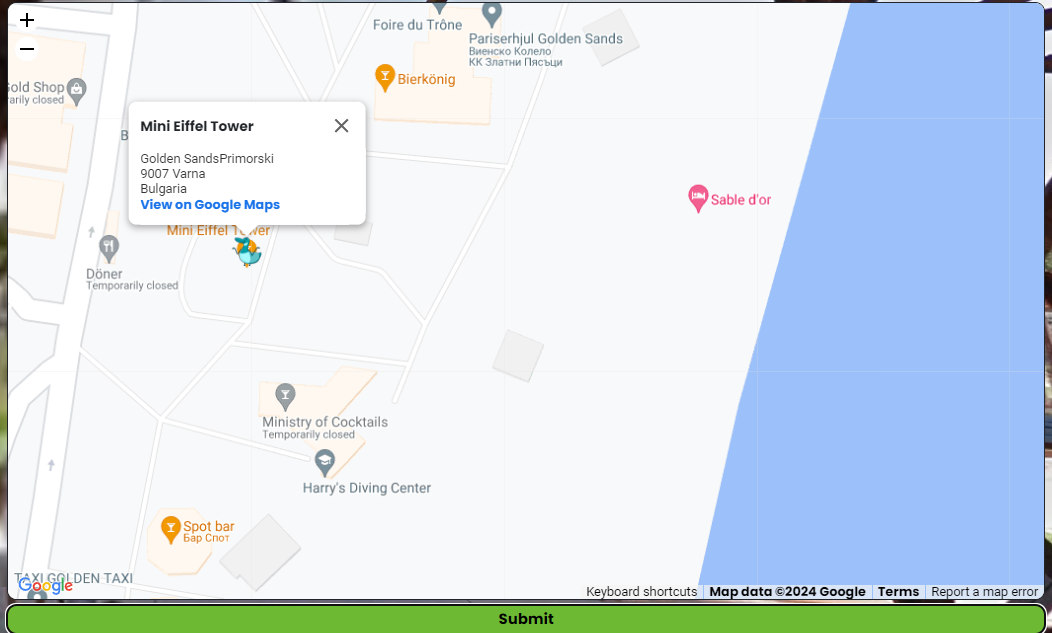 +
−
Foire du Trône
Pariserhjul Golden Sands
Виенско Колело
КК Златни Пясъци
Bierkönig
Gold Shop
Mini Eiffel Tower
Golden SandsPrimorski
9007 Varna
Bulgaria
View on Google Maps
Sable d'or
Mini Eiffel Tower
Döner
Temporarily closed
Ministry of Cocktails
Temporarily closed
Harry's Diving Center
Spot bar
Бар Спот
TAXI GOLDEN TAXI
Google
Keyboard shortcuts
Map data ©2024 Google
Terms
Report a map error
Submit